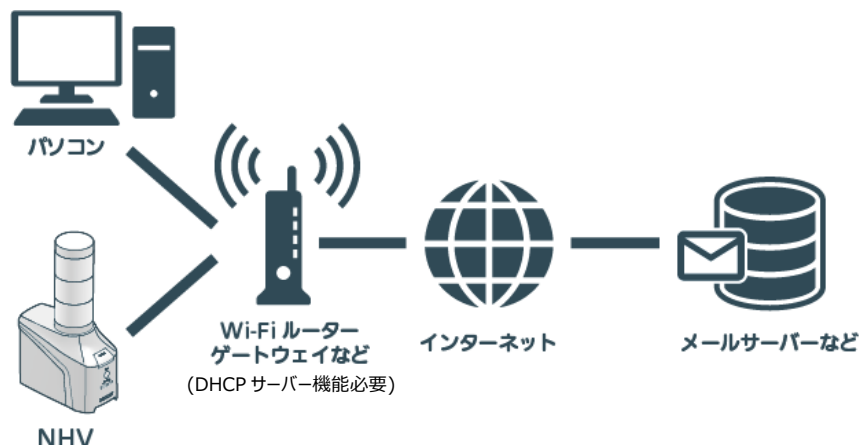 パソコン
Wi-Fi ルーター
ゲートウェイなど
(DHCP サーバー機能必要)
インターネット
メールサーバーなど
NHV